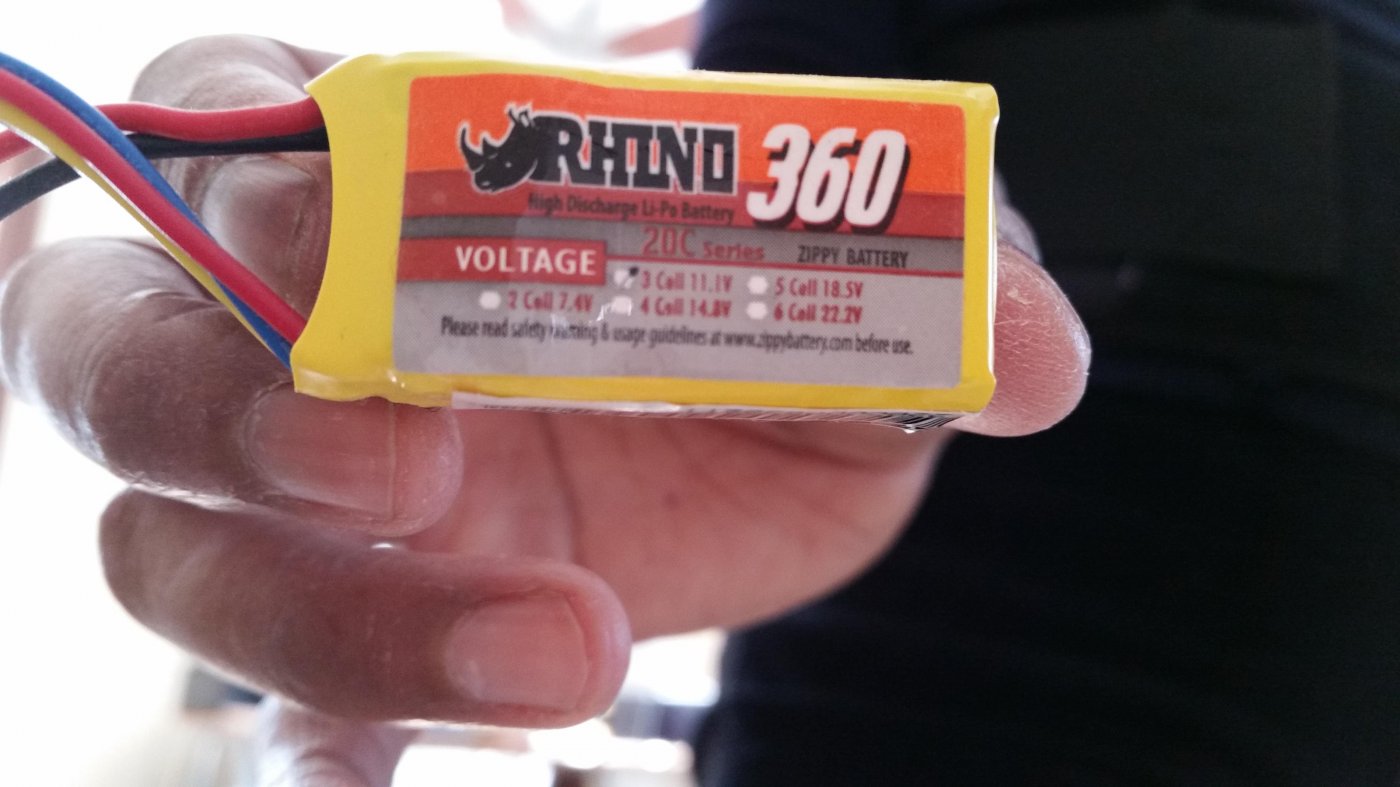 RHINO 360
High Discharge Li-Po Battery
20C Series ZIPPY BATTERY
VOLTAGE
3 Cell 11.1V 5 Cell 18.5V
2 Cell 7.4V 4 Cell 14.8V 6 Cell 22.2V
Please read safety warning & usage guidelines at www.zippybattery.com before use.